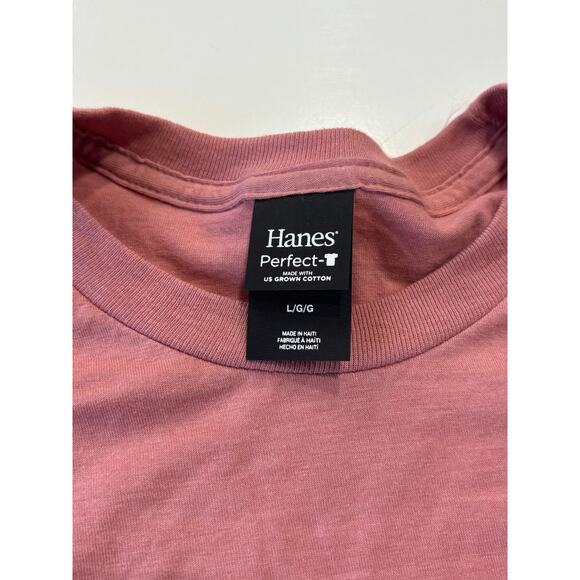 Hanes®
Perfect-
MADE WITH
US GROWN COTTON
L/G/G
MADE IN HAITI
FABRIQUÉ À HAÏTI
HECHO EN HAITÍ